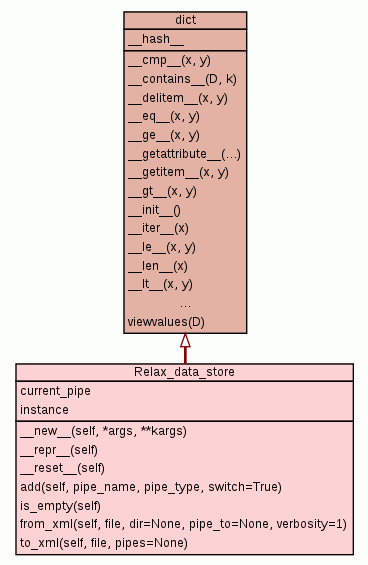 dict
__hash__
__cmp__(x, y)
__contains__(D, k)
__delitem__(x, y)
__eq__(x, y)
__ge__(x, y)
__getattribute__(...)
__getitem__(x, y)
__gt__(x, y)
__init__()
__iter__(x)
__le__(x, y)
__len__(x)
__lt__(x, y)
...
viewvalues(D)
Relax_data_store
current_pipe
instance
__new__(self, *args, **kargs)
__repr__(self)
__reset__(self)
add(self, pipe_name, pipe_type, switch=True)
is_empty(self)
from_xml(self, file, dir=None, pipe_to=None, verbosity=1)
to_xml(self, file, pipes=None)